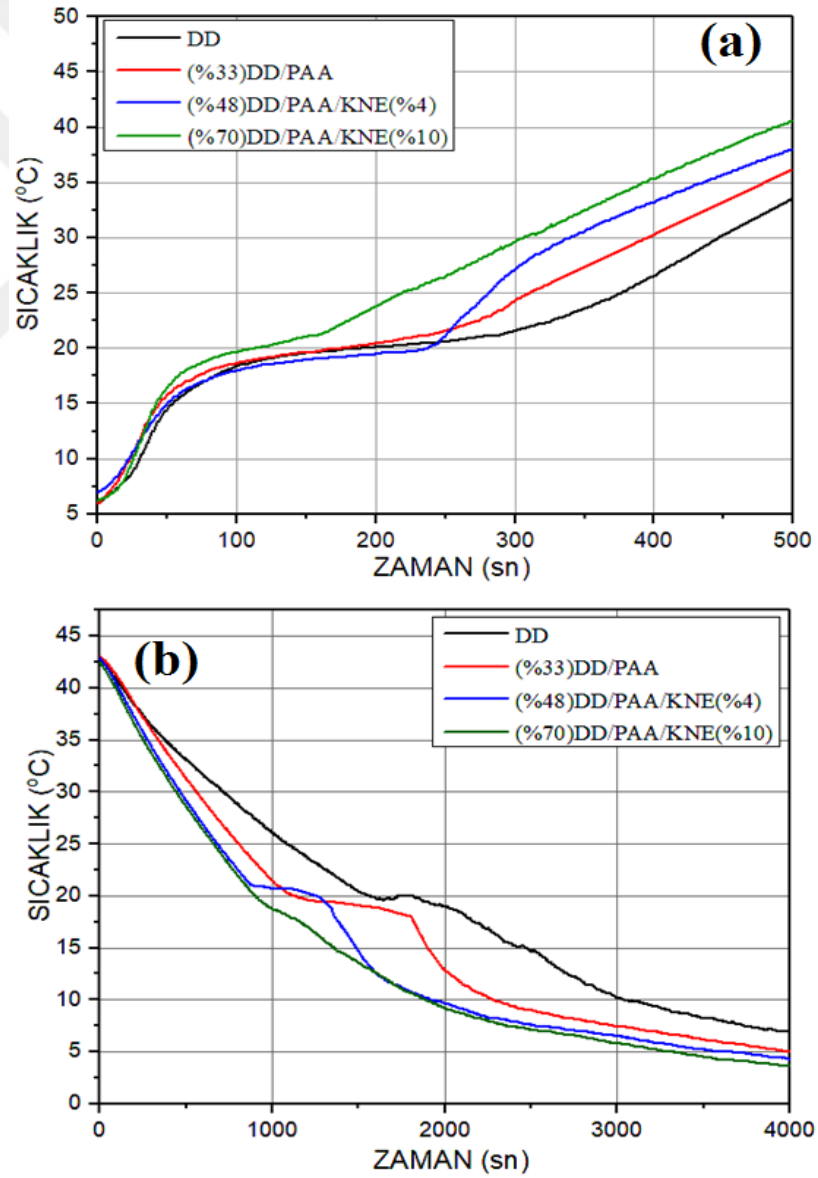 (a)
DD
(%33)DD/PAA
(%48)DD/PAA/KNE(%4)
(%70)DD/PAA/KNE(%10)
SICAKLIK (°C)
50
45
40
35
30
25
20
15
10
5
0 100 200 300 400 500
ZAMAN (sn)
(b)
DD
(%33)DD/PAA
(%48)DD/PAA/KNE(%4)
(%70)DD/PAA/KNE(%10)
SICAKLIK (°C)
45
40
35
30
25
20
15
10
5
0
0 1000 2000 3000 4000
ZAMAN (sn)